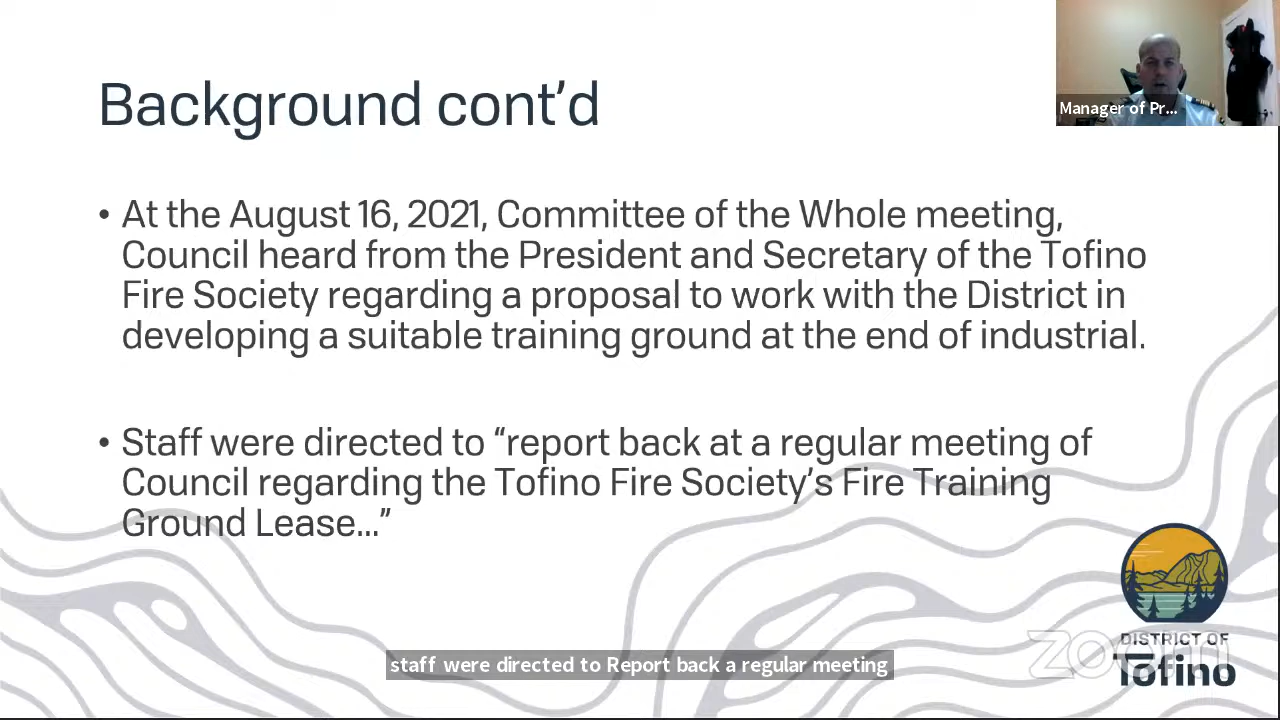 Background cont’d
Manager of Pr...
• At the August 16, 2021, Committee of the Whole meeting,
Council heard from the President and Secretary of the Tofino
Fire Society regarding a proposal to work with the District in
developing a suitable training ground at the end of industrial.
• Staff were directed to “report back at a regular meeting of
Council regarding the Tofino Fire Society’s Fire Training
Ground Lease...”
DISTRICT OF
zoom
Tofino
staff were directed to Report back a regular meeting